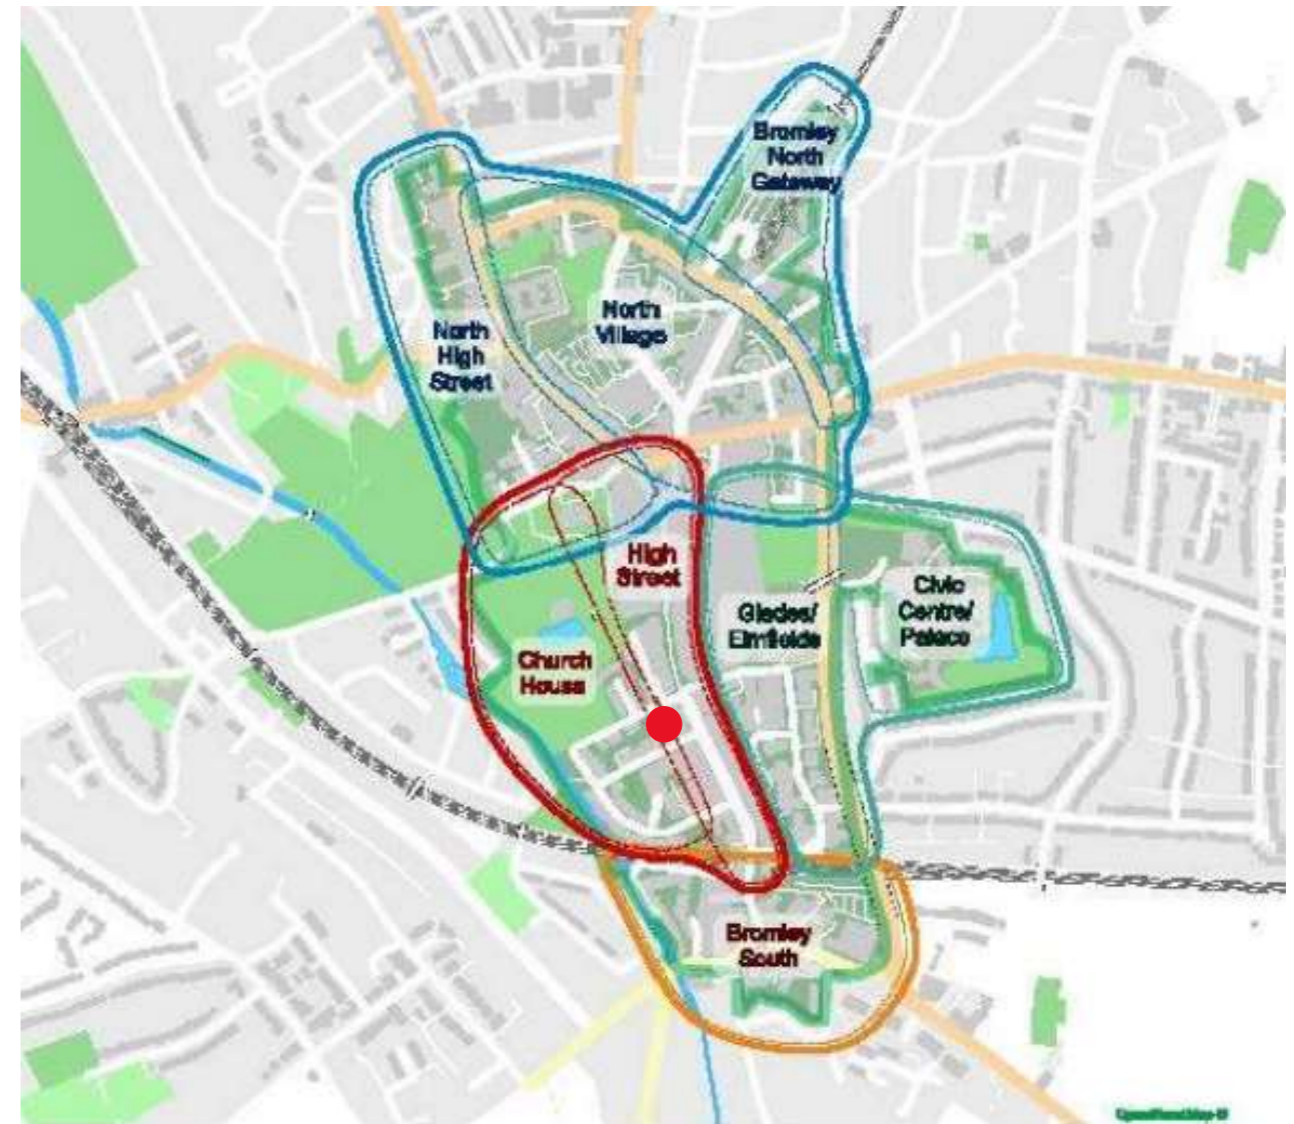 Bromley
North
Gateway
North
Village
North
High
Street
High
Street
Civic
Centre/
Palace
Glades/
Elmfields
Church
House
Bromley
South